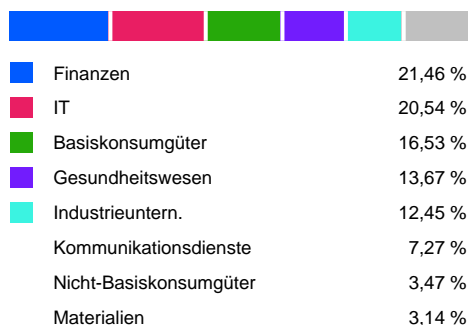 Finanzen 21,46 %
IT 20,54 %
Basiskonsumgüter 16,53 %
Gesundheitswesen 13,67 %
Industrieuntern. 12,45 %
Kommunikationsdienste 7,27 %
Nicht-Basiskonsumgüter 3,47 %
Materialien 3,14 %